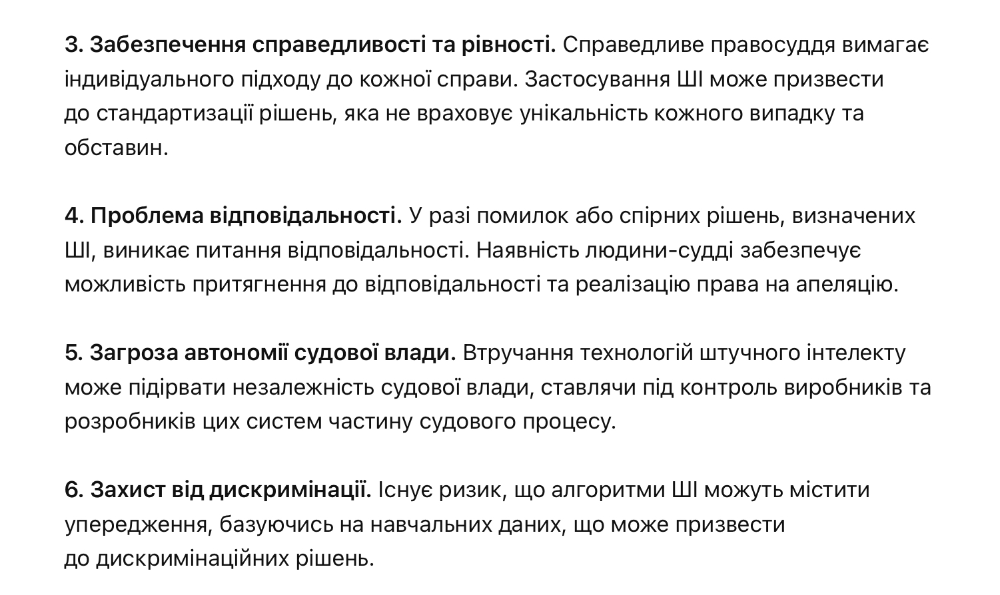 3. Забезпечення справедливості та рівності. Справедливе правосуддя вимагає
індивідуального підходу до кожної справи. Застосування ШІ може призвести
до стандартизації рішень, яка не враховує унікальність кожного випадку та
обставин.
4. Проблема відповідальності. У разі помилок або спірних рішень, визначених
ШІ, виникає питання відповідальності. Наявність людини-судді забезпечує
можливість притягнення до відповідальності та реалізацію права на апеляцію.
5. Загроза автономії судової влади. Втручання технологій штучного інтелекту
може підірвати незалежність судової влади, ставлячи під контроль виробників та
розробників цих систем частину судового процесу.
6. Захист від дискримінації. Існує ризик, що алгоритми ШІ можуть містити
упередження, базуючись на навчальних даних, що може призвести
до дискримінаційних рішень.